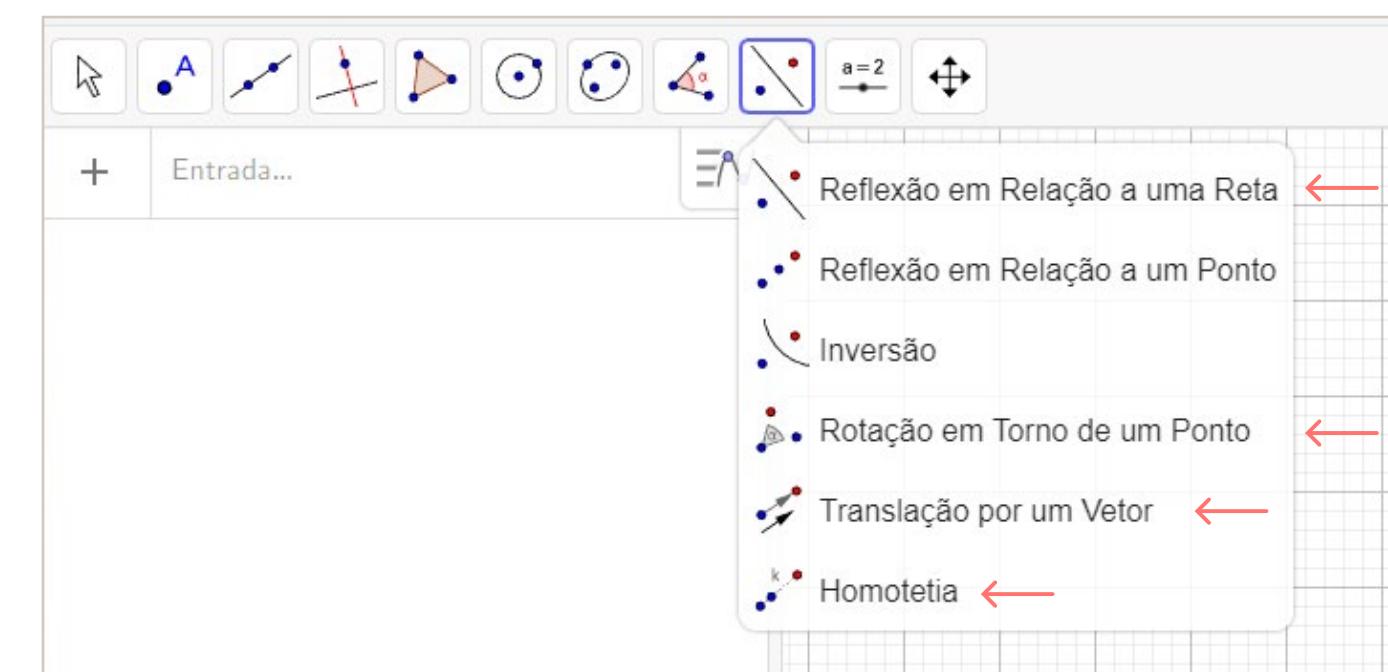 A
α
a = 2
Entrada...
Reflexão em Relação a uma Reta
Reflexão em Relação a um Ponto
Inversão
α
Rotação em Torno de um Ponto
Translação por um Vetor
k
Homotetia